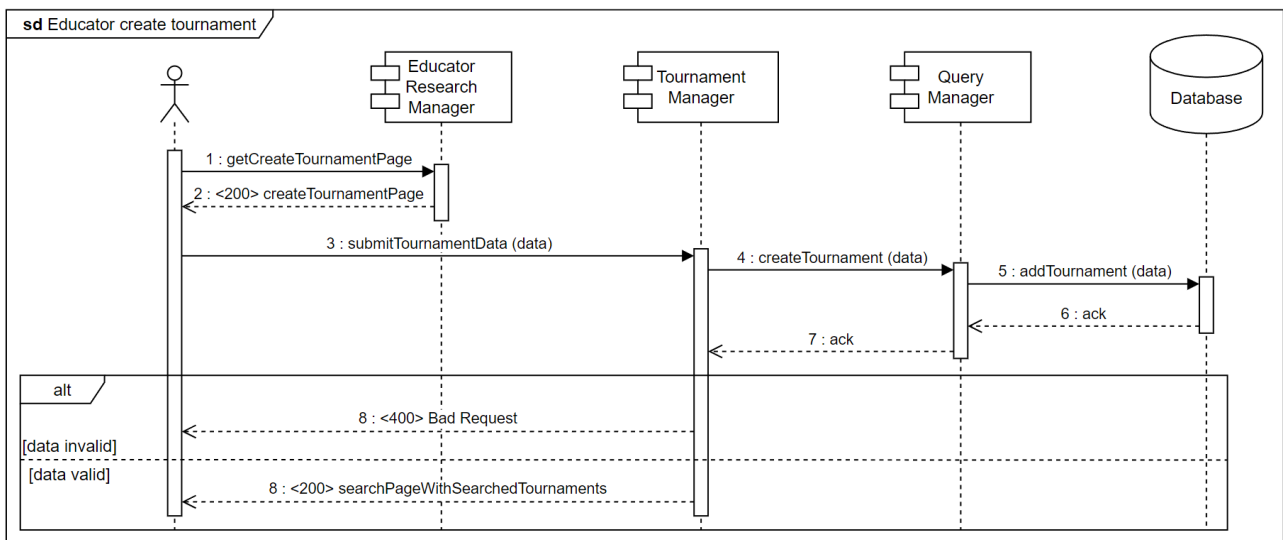 sd Educator create tournament
Educator
Research
Manager
Tournament
Manager
Query
Manager
Database
1 : getCreateTournamentPage
2 : <200> createTournamentPage
3 : submitTournamentData (data)
4 : createTournament (data)
5 : addTournament (data)
6 : ack
7 : ack
alt
8 : <400> Bad Request
[data invalid]
[data valid]
8 : <200> searchPageWithSearchedTournaments